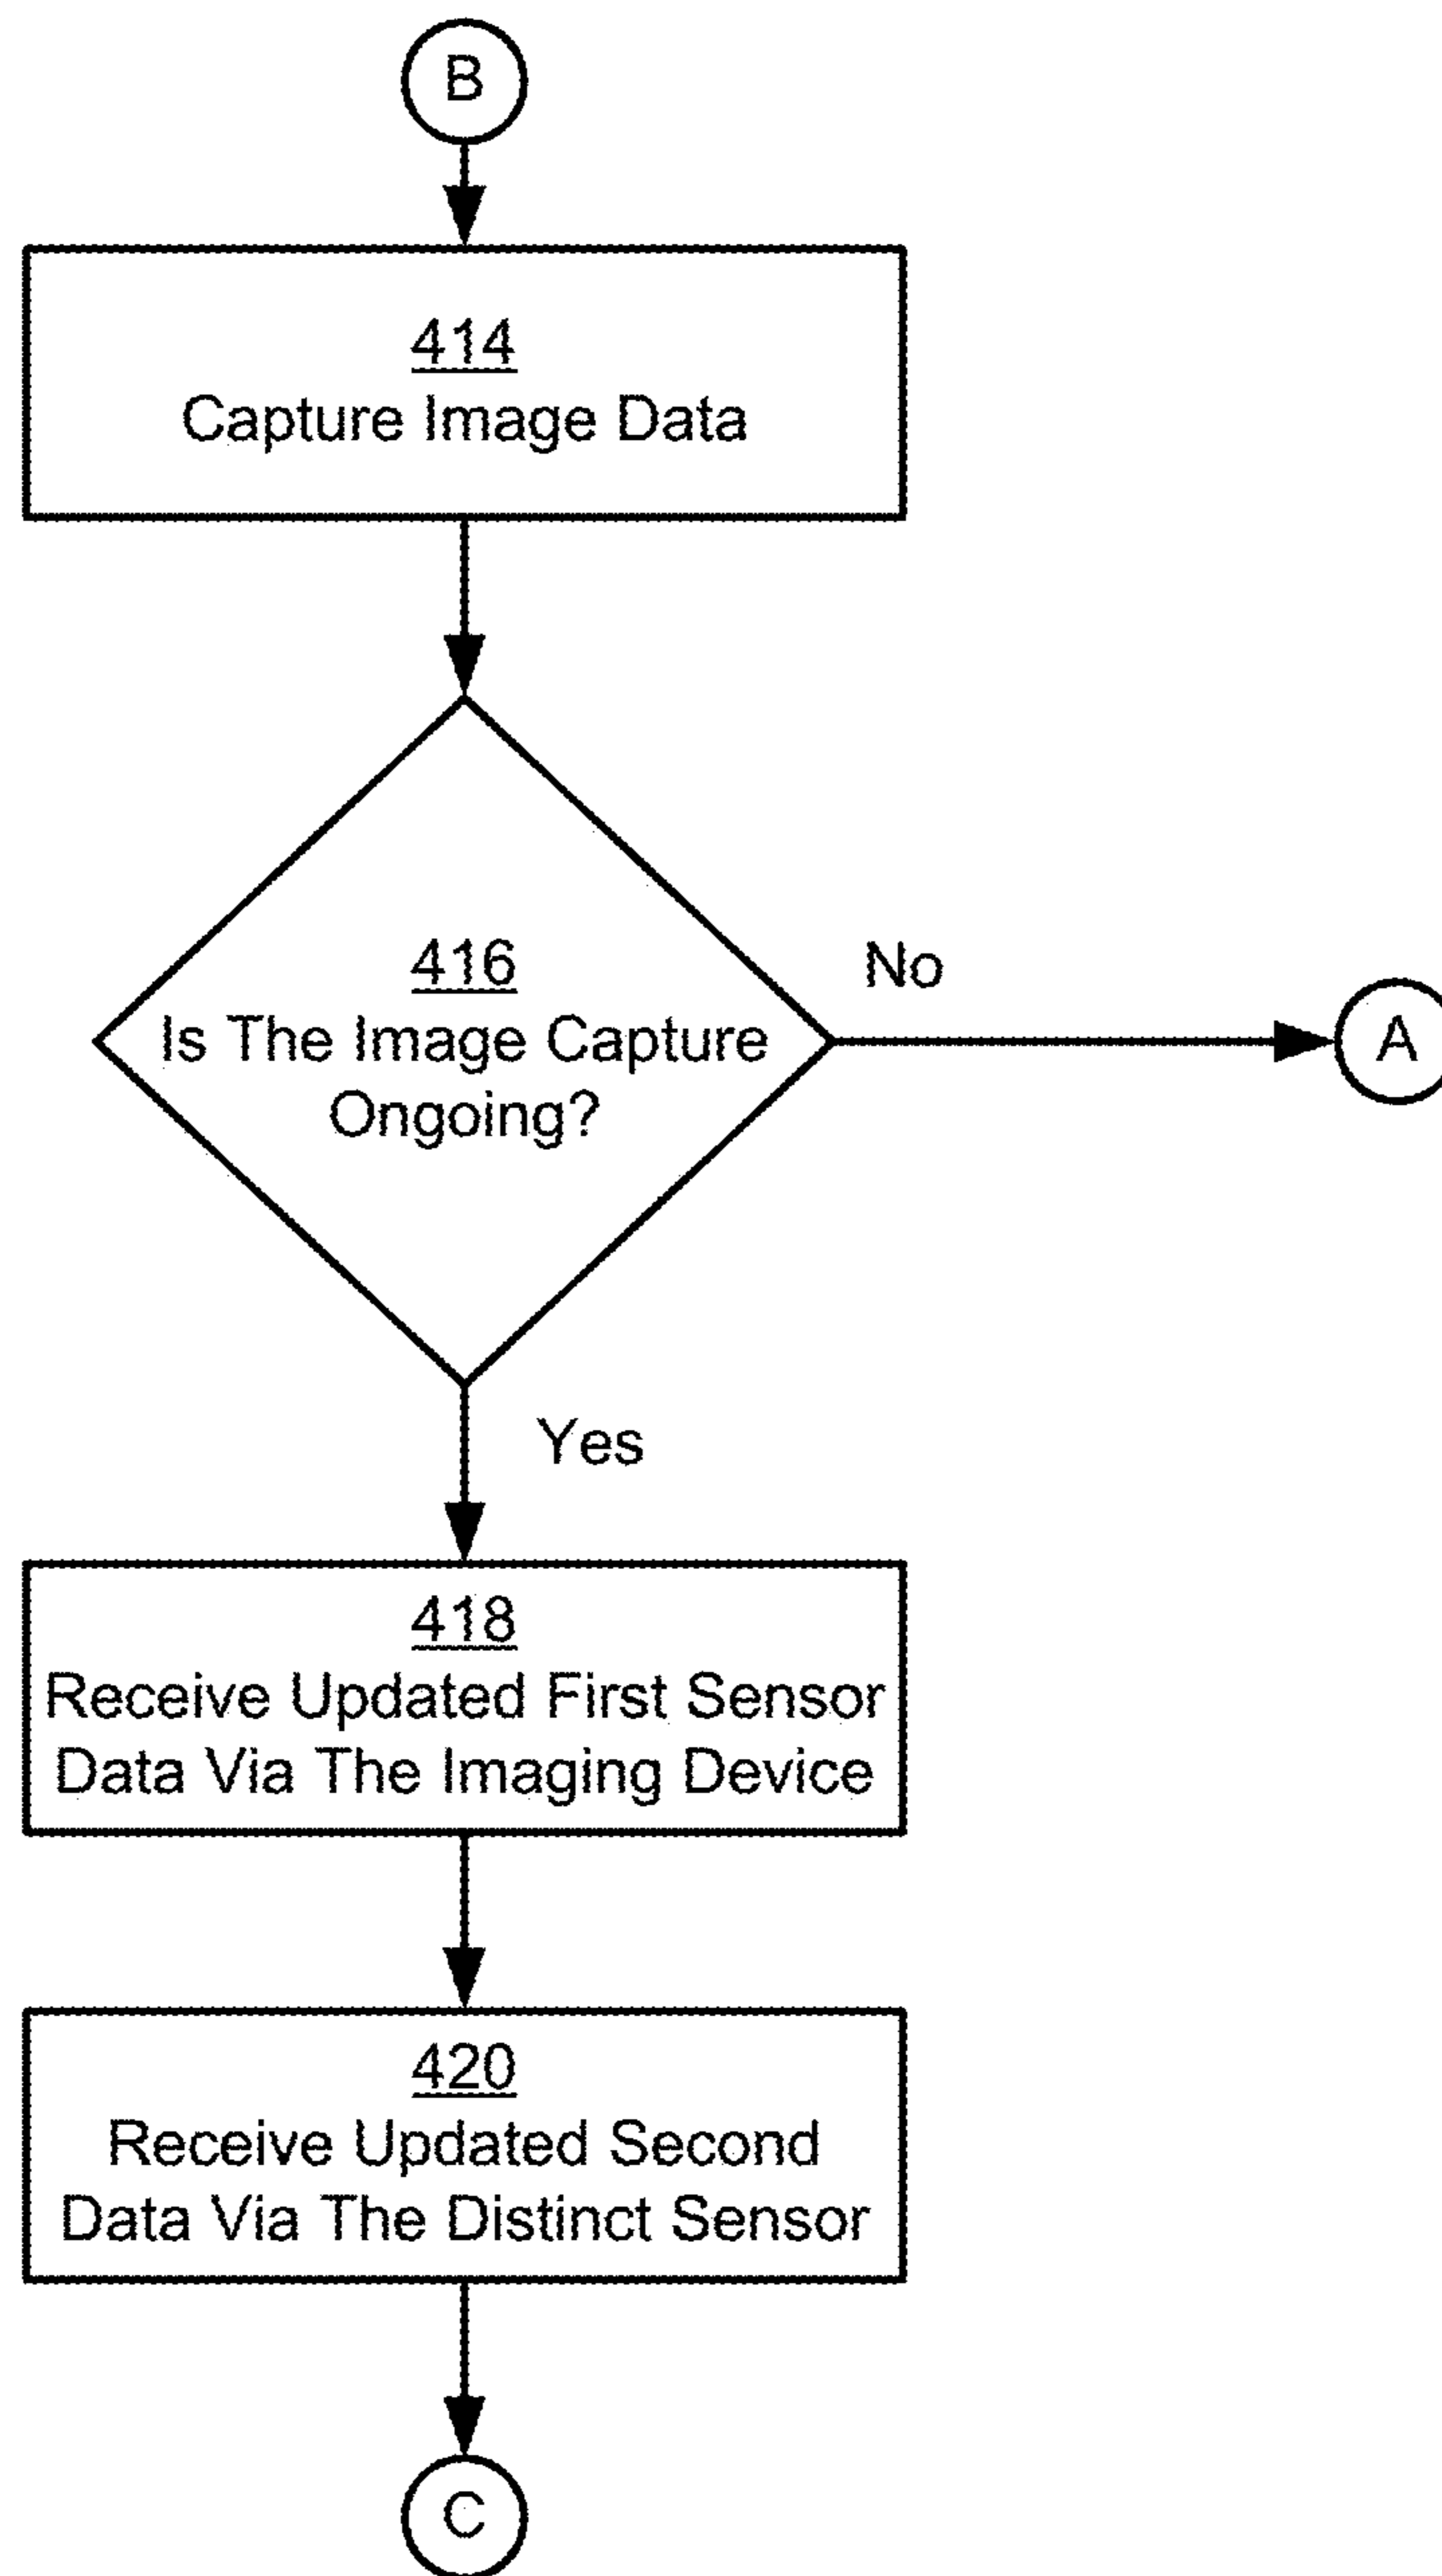 B
414
Capture Image Data
416
Is The Image Capture
Ongoing?
No
A
Yes
418
Receive Updated First Sensor
Data Via The Imaging Device
420
Receive Updated Second
Data Via The Distinct Sensor
C